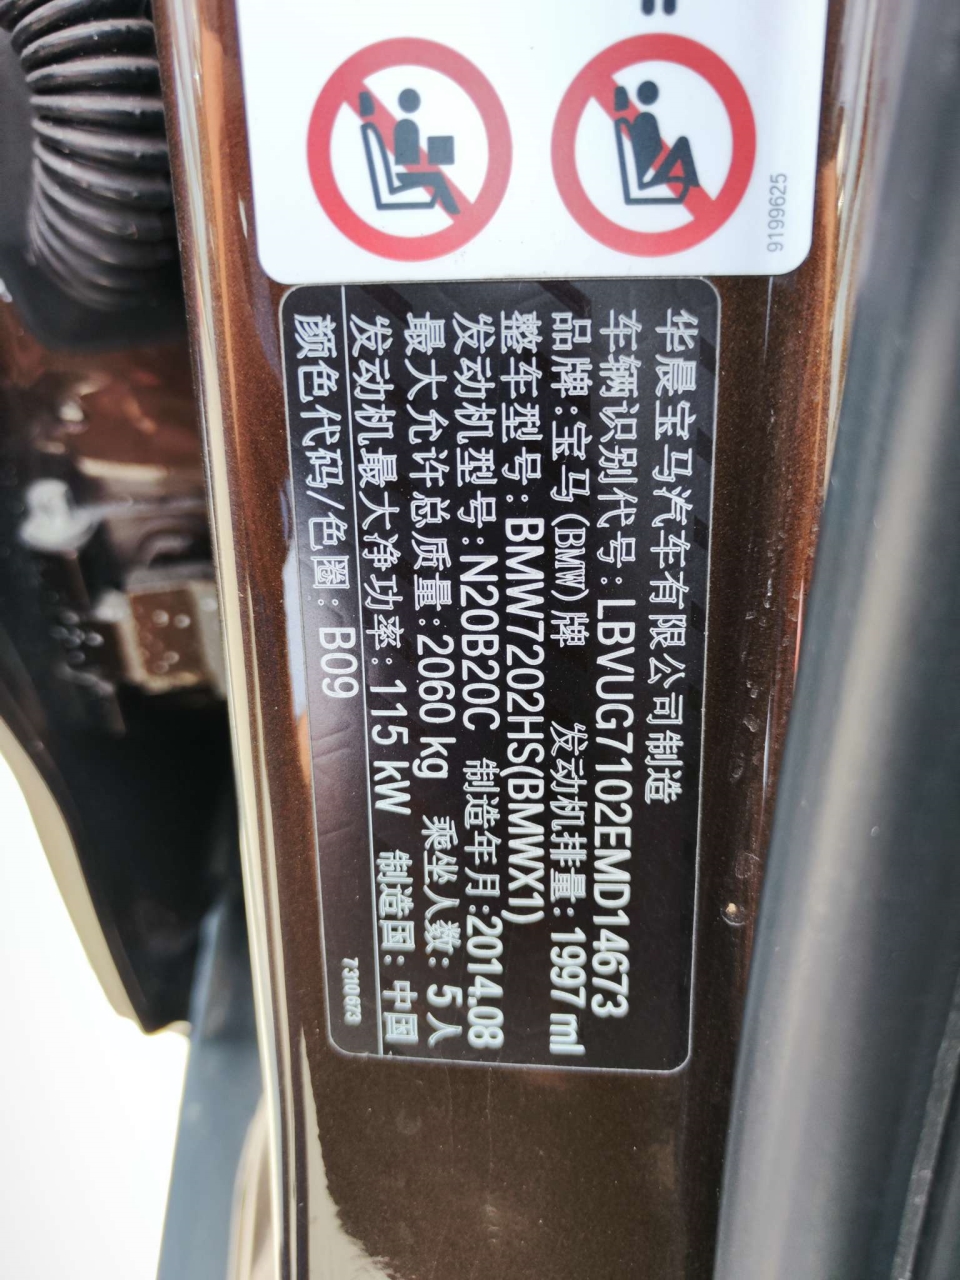 9199625
华晨宝马汽车有限公司制造
车辆识别代号:LBVUG7102EMD14673
品牌:宝马(BMW)牌 发动机排量:1997 ml
整车型号:BMW7202HS(BMWX1)
发动机型号:N20B20C 制造年月:2014.08
最大允许总质量:2060 kg 乘坐人数:5人
发动机最大净功率:115 kW 制造国:中国
颜色代码/色圈:B09
7310673